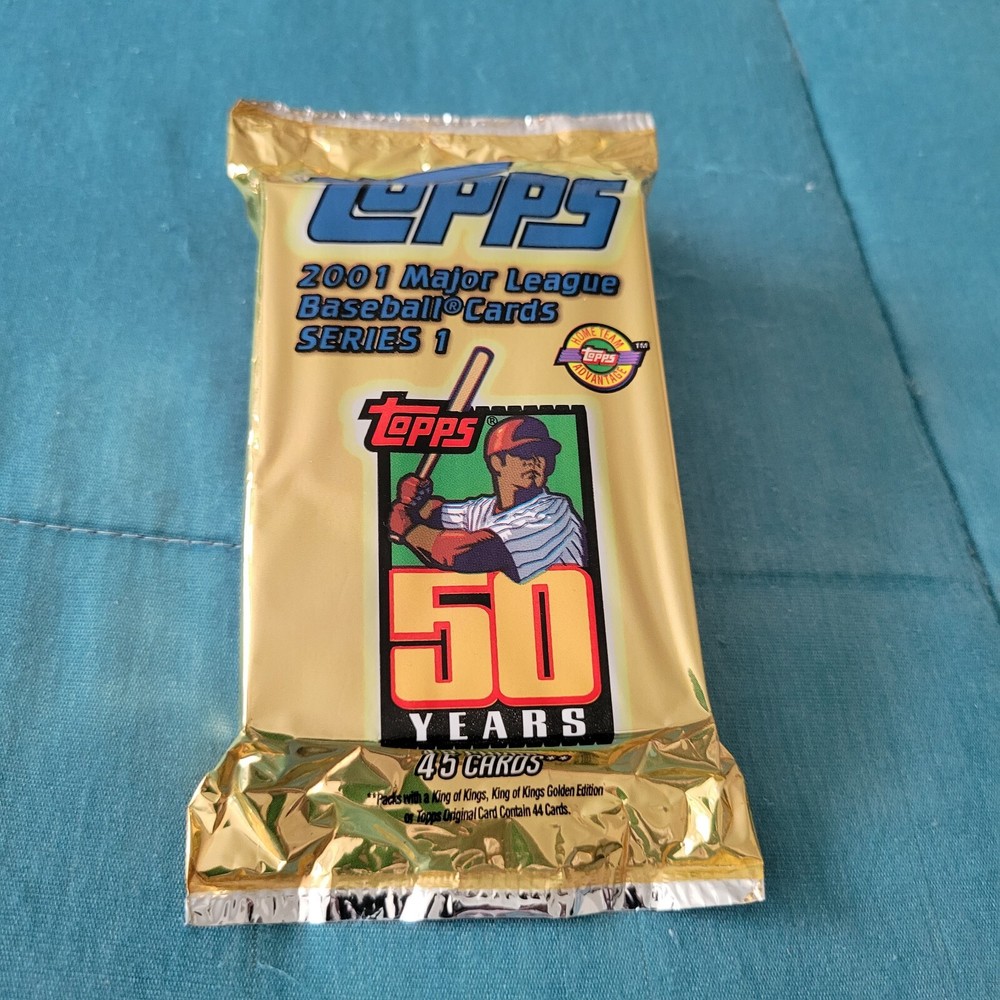 Topps
2001 Major League
Baseball® Cards
SERIES 1
HOME TEAM
Topps
ADVANTAGE
TM
Topps®
50
YEARS
45 CARDS**
**Packs with a King of Kings, King of Kings Golden Edition
or Topps Original Card Contain 44 Cards.